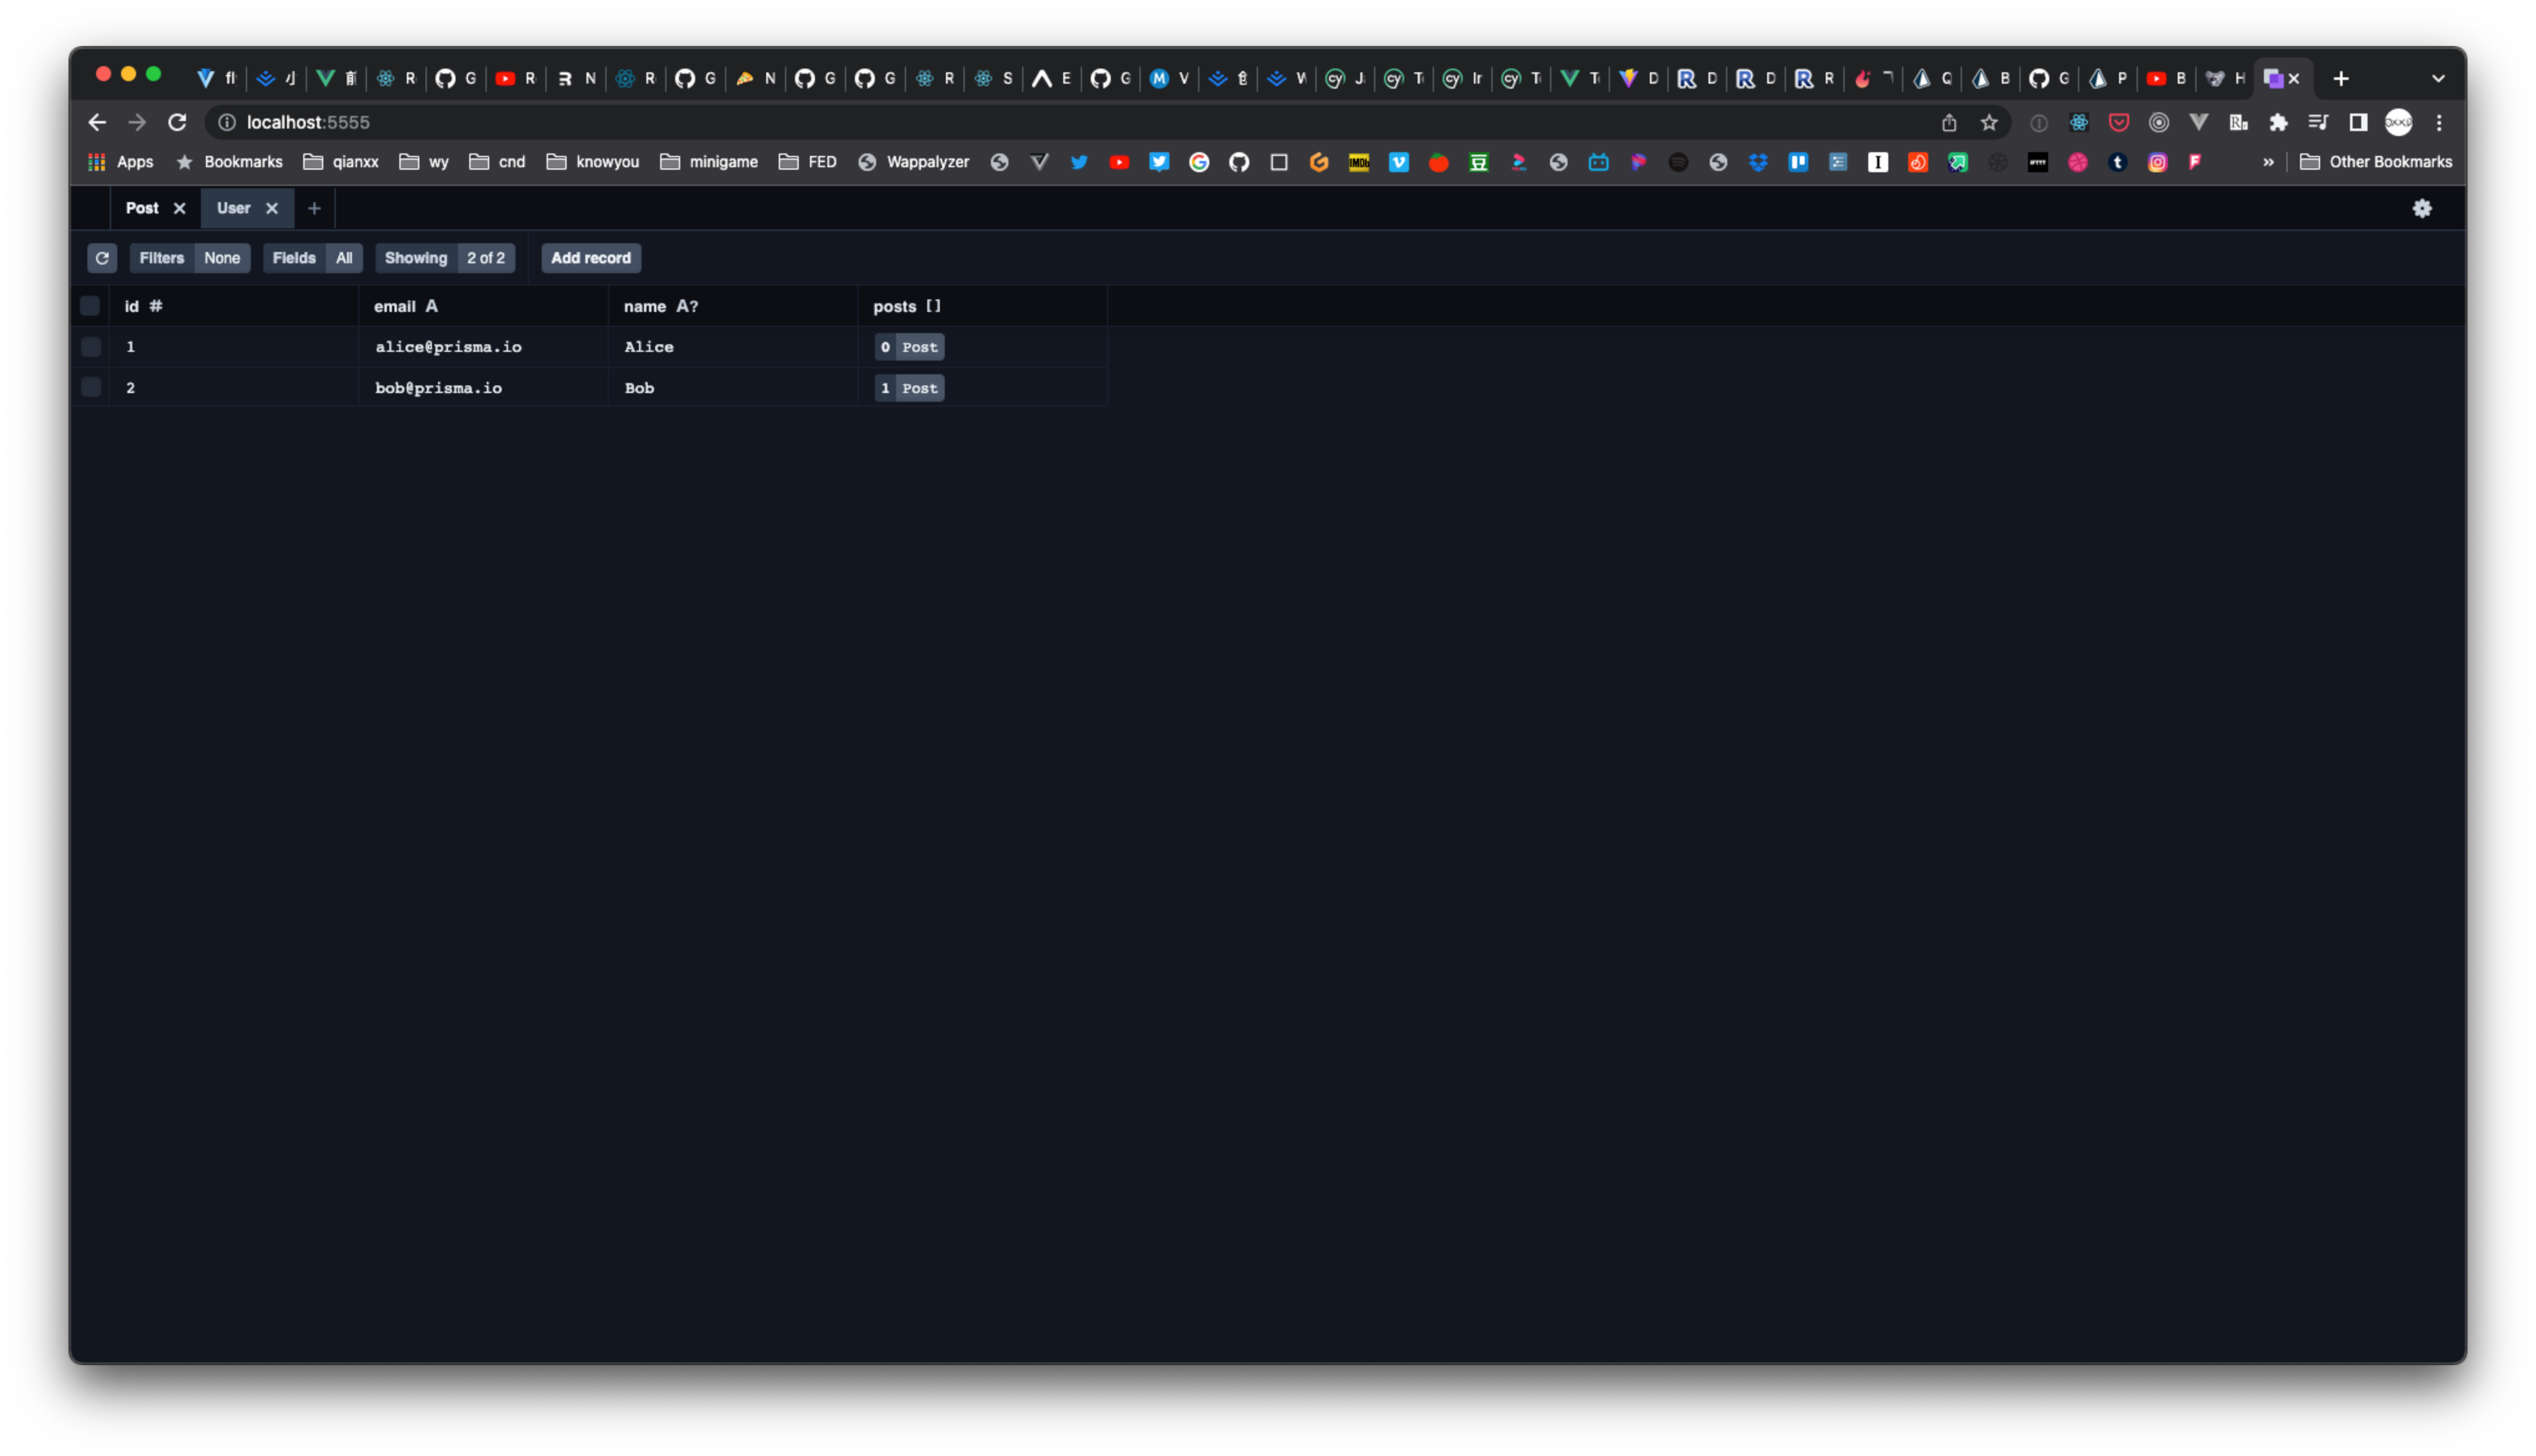 localhost:5555
Apps Bookmarks qianxx wy cnd knowyou minigame FED Wappalyzer » Other Bookmarks
Post User
Filters None Fields All Showing 2 of 2 Add record
id # email A name A? posts []
1 alice@prisma.io Alice 0 Post
2 bob@prisma.io Bob 1 Post